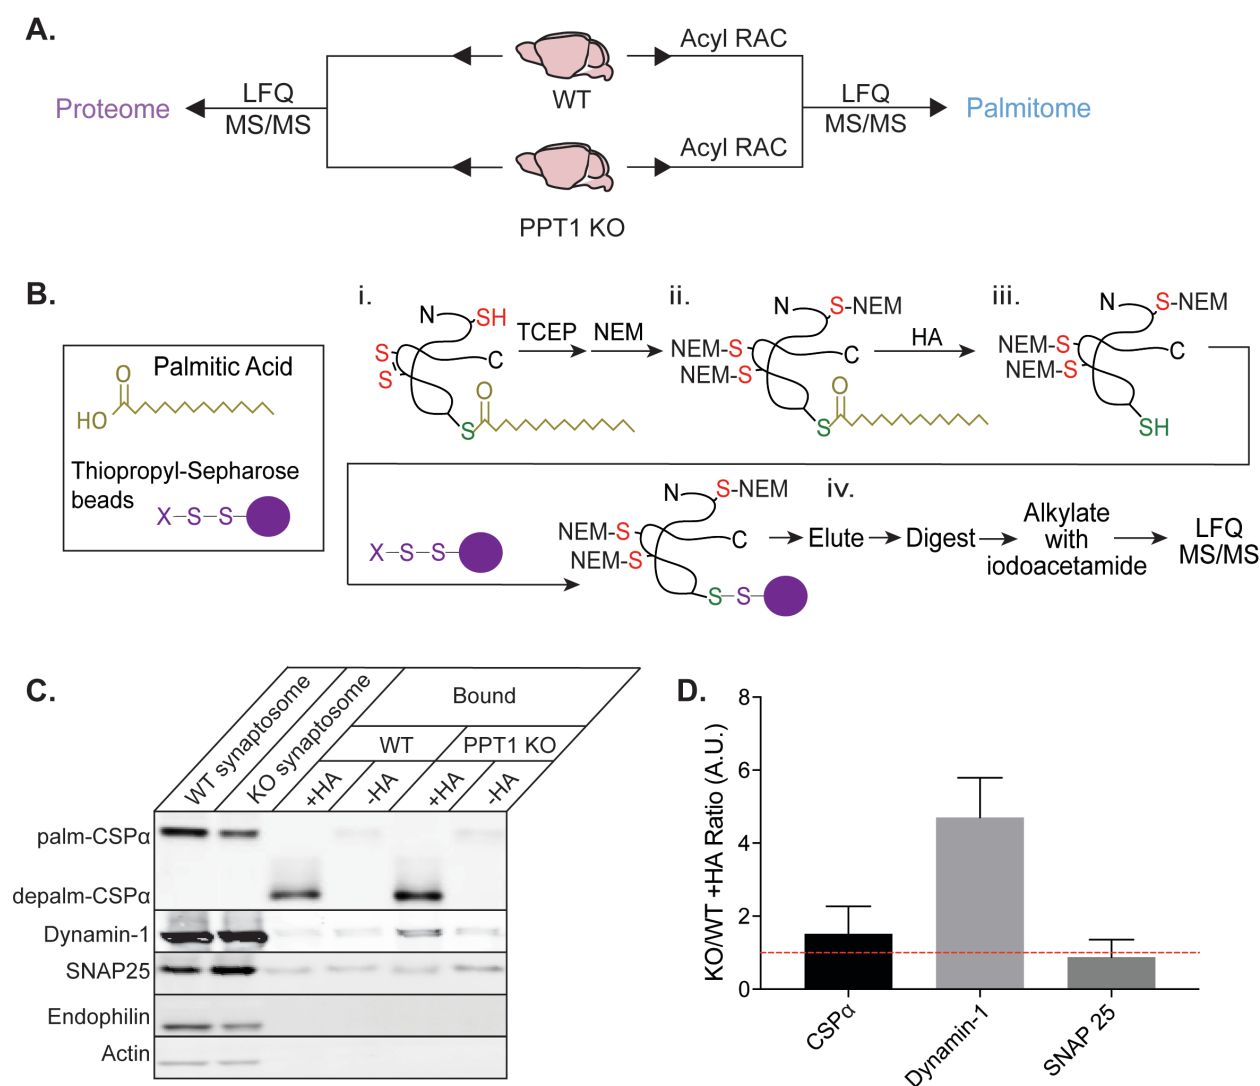 A.
Acyl RAC
Proteome
LFQ
MS/MS
WT
LFQ
MS/MS
Palmitome
Acyl RAC
PPT1 KO
B.
Palmitic Acid
O
HO
Thiopropyl-Sepharose
beads
X-S-S
i.
N
SH
S
S
C
O
S
TCEP
NEM
ii.
N
S-NEM
NEM-S
NEM-S
C
O
S
HA
iii.
N
S-NEM
NEM-S
NEM-S
C
SH
X-S-S
N
S-NEM
NEM-S
NEM-S
C
S-S
iv.
Elute
Digest
Alkylate
with
iodoacetamide
LFQ
MS/MS
C.
WT synaptosome
KO synaptosome
Bound
WT
PPT1 KO
+HA
-HA
+HA
-HA
palm-CSPα
depalm-CSPα
Dynamin-1
SNAP25
Endophilin
Actin
D.
KO/WT +HA Ratio (A.U.)
8
6
4
2
0
CSPα
Dynamin-1
SNAP 25